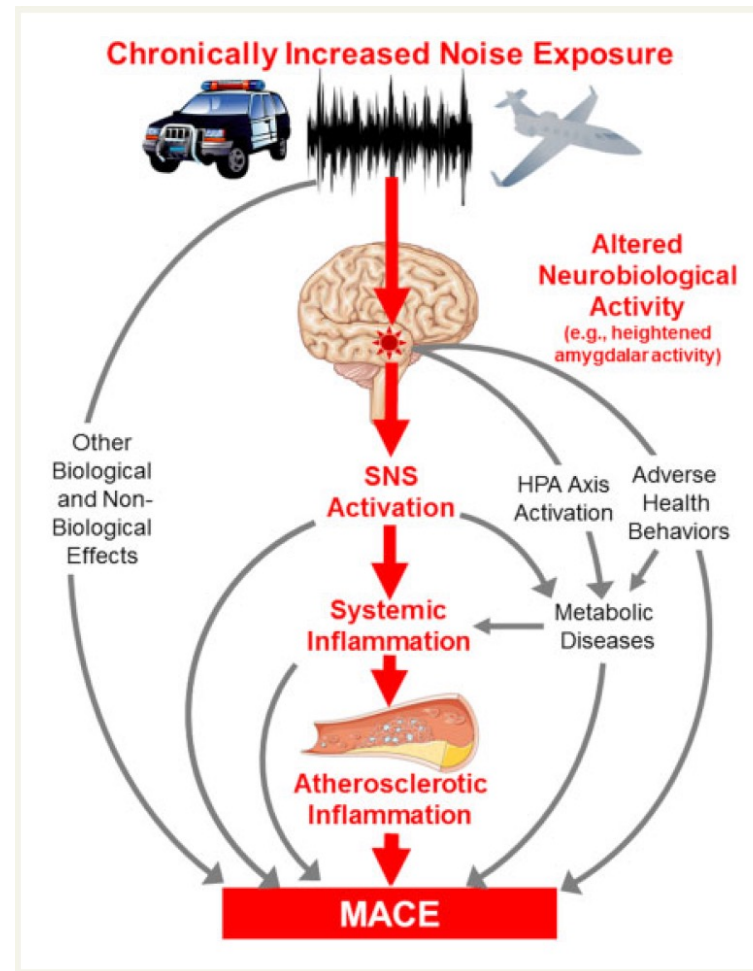 Chronically Increased Noise Exposure
Altered
Neurobiological
Activity
(e.g., heightened
amygdalar activity)
Other
Biological
and Non-
Biological
Effects
SNS
Activation
HPA Axis
Activation
Adverse
Health
Behaviors
Systemic
Inflammation
Metabolic
Diseases
Atherosclerotic
Inflammation
MACE